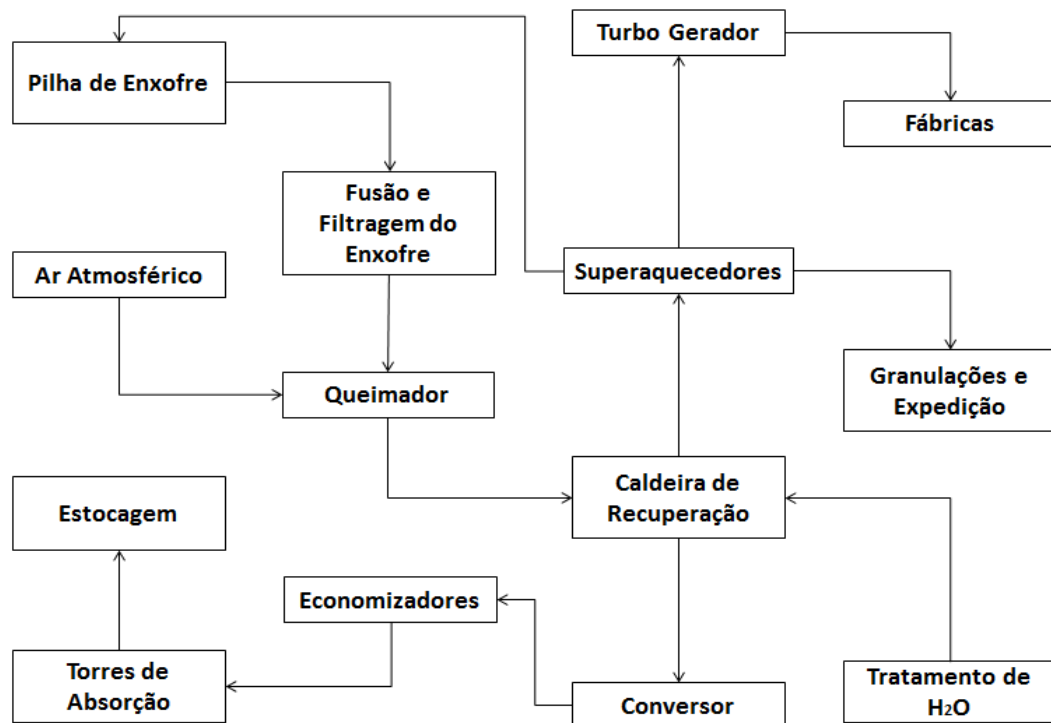 Turbo Gerador
Pilha de Enxofre
Fábricas
Fusão e
Filtragem do
Enxofre
Ar Atmosférico
Superaquecedores
Queimador
Granulações e
Expedição
Estocagem
Caldeira de
Recuperação
Economizadores
Torres de
Absorção
Conversor
Tratamento de
H₂O